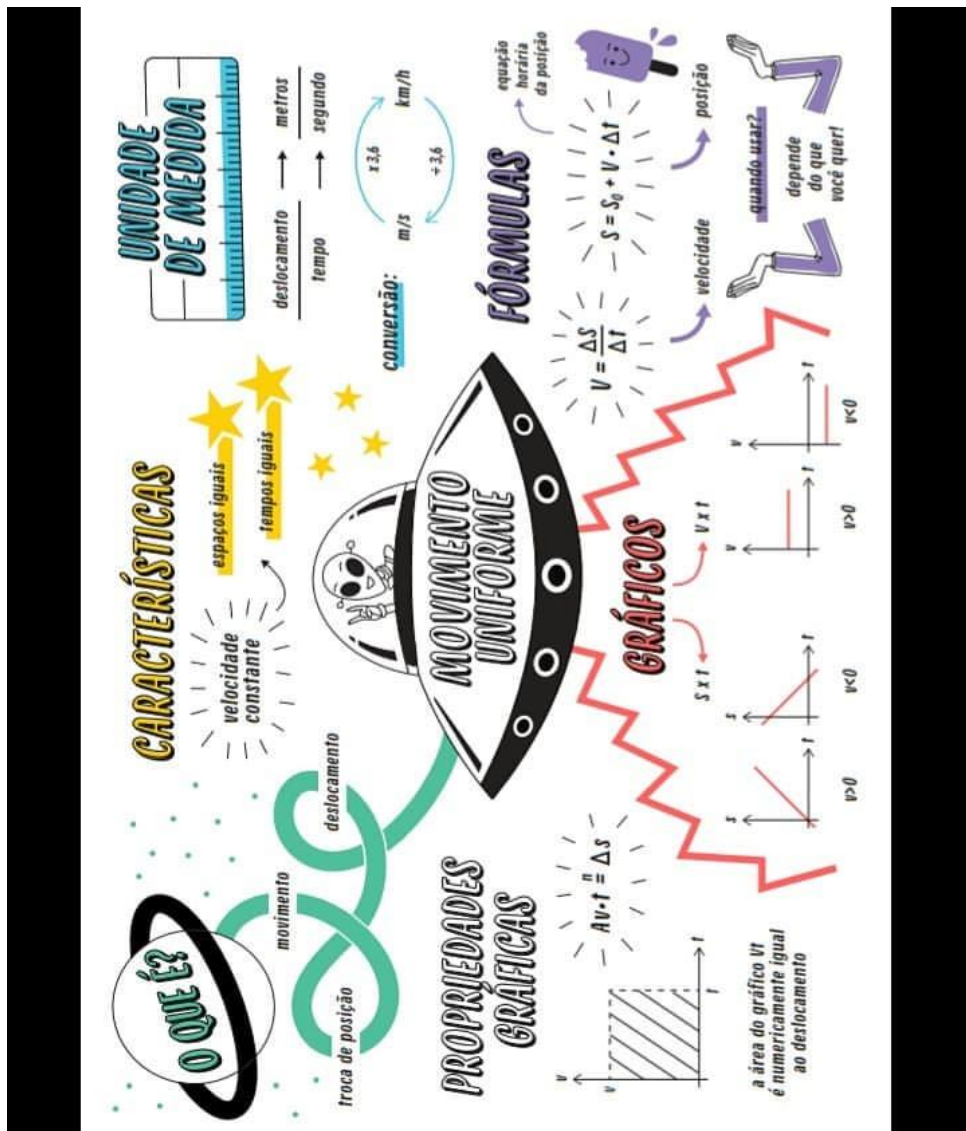 O QUE É?
movimento
troca de posição
deslocamento
CARACTERÍSTICAS
velocidade
constante
espaços iguais
tempos iguais
UNIDADE
DE MEDIDA
deslocamento → metros
tempo → segundo
conversão:
x 3,6
m/s km/h
÷ 3,6
MOVIMENTO
UNIFORME
PROPRIEDADES
GRÁFICAS
Av·t n= Δs
v
v
t
t
a área do gráfico Vt
é numericamente igual
ao deslocamento
GRÁFICOS
S x t
V x t
s
t
v>0
s
t
v<0
v
t
v>0
v
t
v<0
FÓRMULAS
equação
horária
da posição
V = ΔS
Δt
S = S₀ + V · Δt
velocidade
posição
quando usar?
depende
do que
você quer!